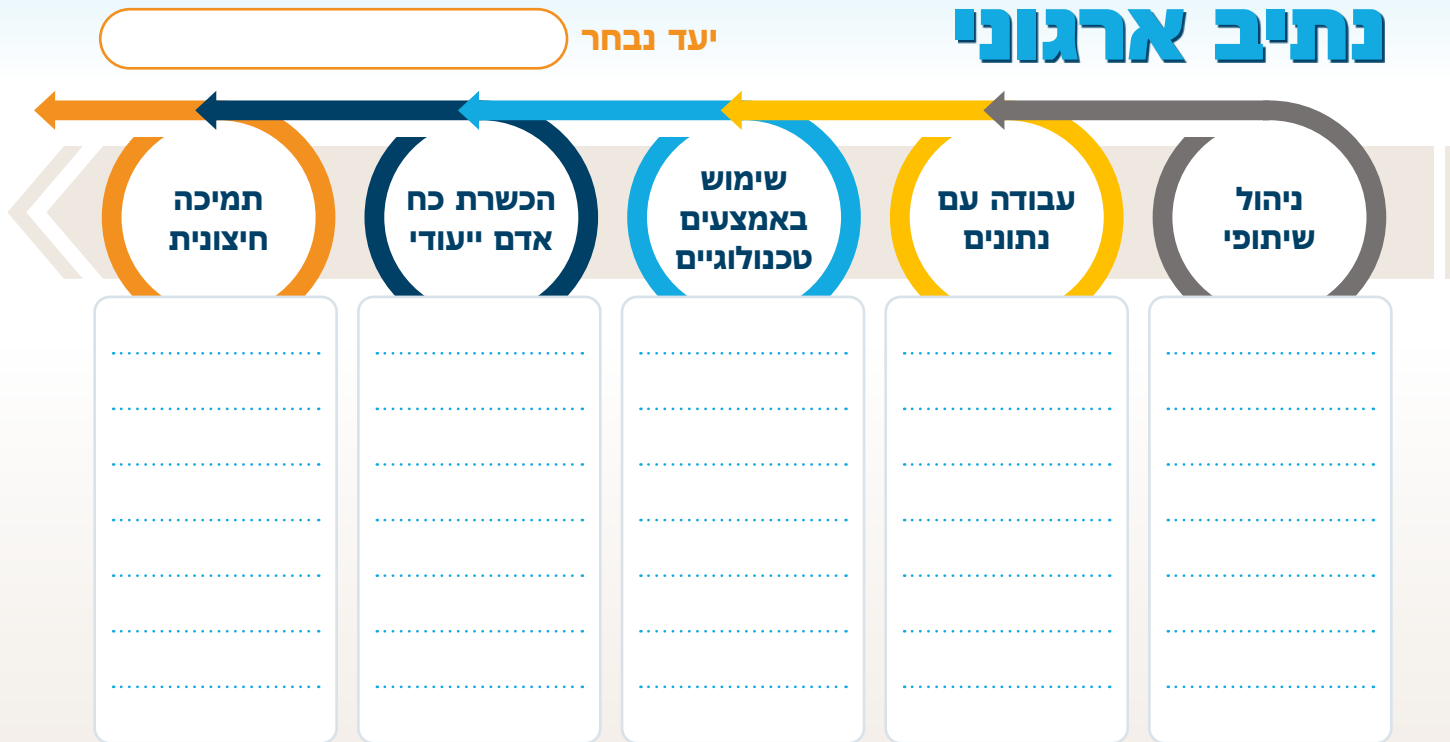 נתיב ארגוני
יעד נבחר
ניהול
שיתופי
עבודה עם
נתונים
שימוש
באמצעים
טכנולוגיים
הכשרת כח
אדם ייעודי
תמיכה
חיצונית